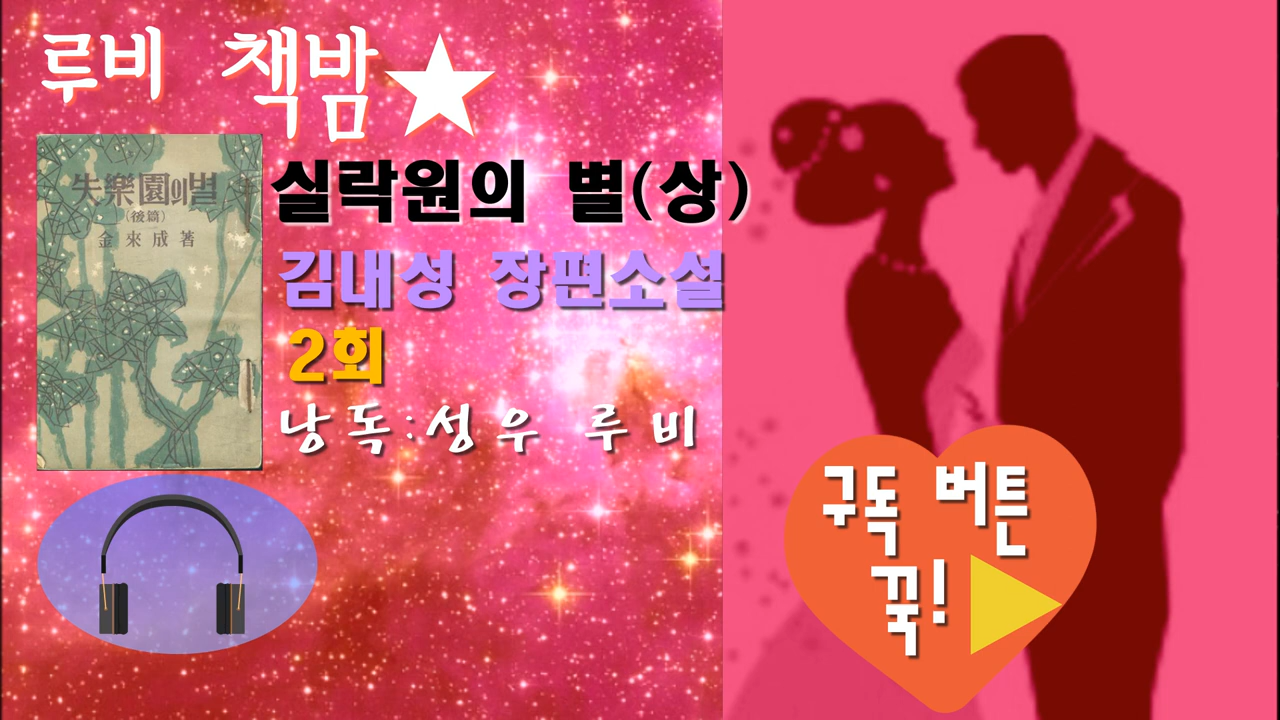 루비 책밤★
失樂園의별
(後篇)
金來成著
실락원의 별(상)
김내성 장편소설
2회
낭독:성우 루비
구독 버튼
꾹!